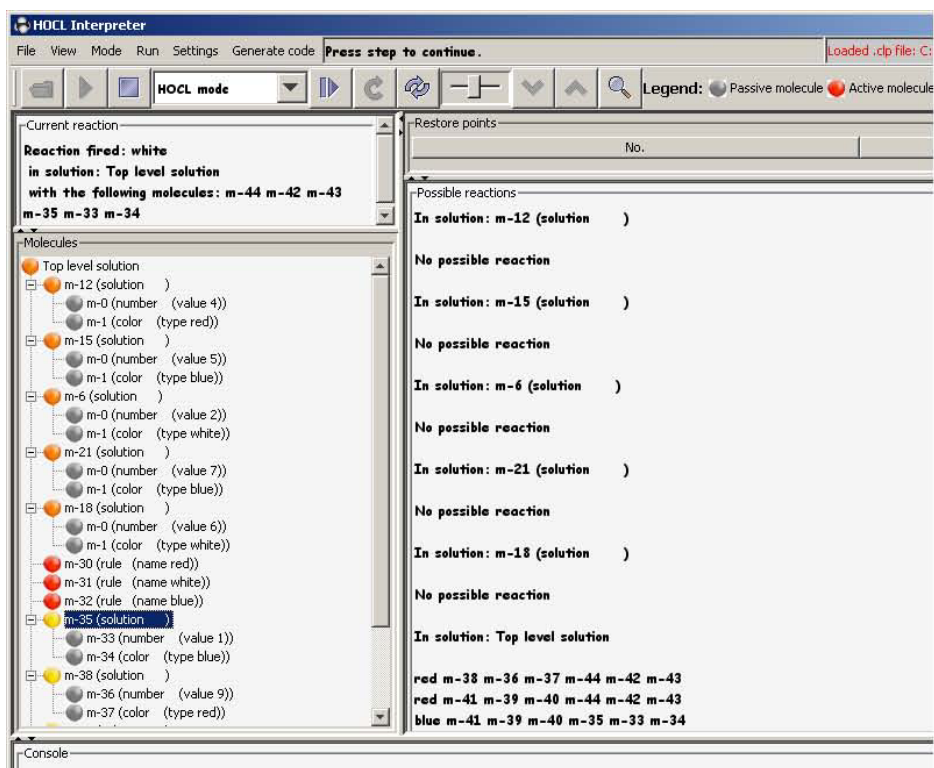 HOCL Interpreter
File View Mode Run Settings Generate code Press step to continue. Loaded .clp file: C:
HOCL mode Legend: Passive molecule Active molecule
Current reaction
Reaction fired: white
in solution: Top level solution
with the following molecules: m-44 m-42 m-43
m-35 m-33 m-34
Molecules
Top level solution
m-12 (solution )
m-0 (number (value 4))
m-1 (color (type red))
m-15 (solution )
m-0 (number (value 5))
m-1 (color (type blue))
m-6 (solution )
m-0 (number (value 2))
m-1 (color (type white))
m-21 (solution )
m-0 (number (value 7))
m-1 (color (type blue))
m-18 (solution )
m-0 (number (value 6))
m-1 (color (type white))
m-30 (rule (name red))
m-31 (rule (name white))
m-32 (rule (name blue))
m-35 (solution )
m-33 (number (value 1))
m-34 (color (type blue))
m-38 (solution )
m-36 (number (value 9))
m-37 (color (type red))
Restore points
No.
Possible reactions
In solution: m-12 (solution )
No possible reaction
In solution: m-15 (solution )
No possible reaction
In solution: m-6 (solution )
No possible reaction
In solution: m-21 (solution )
No possible reaction
In solution: m-18 (solution )
No possible reaction
In solution: Top level solution
red m-38 m-36 m-37 m-44 m-42 m-43
red m-41 m-39 m-40 m-44 m-42 m-43
blue m-41 m-39 m-40 m-35 m-33 m-34
Console